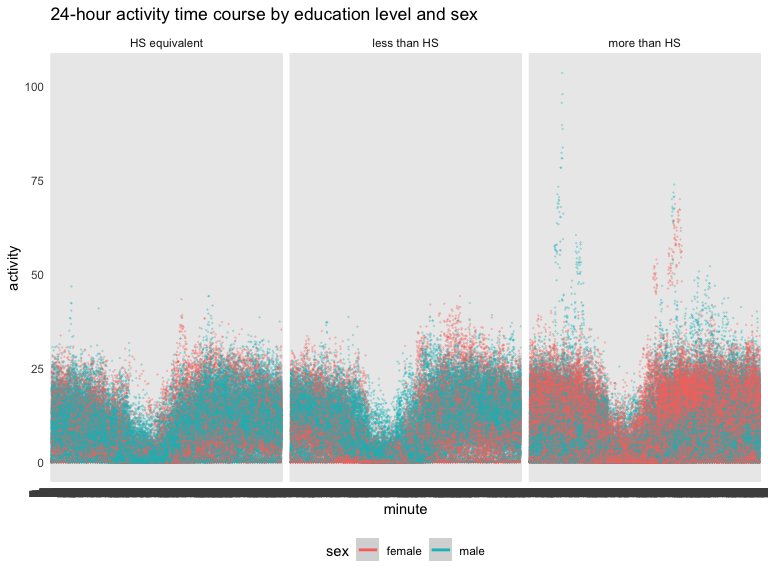 24-hour activity time course by education level and sex
HS equivalent
less than HS
more than HS
100
75
50
25
0
activity
minute
sex
female
male